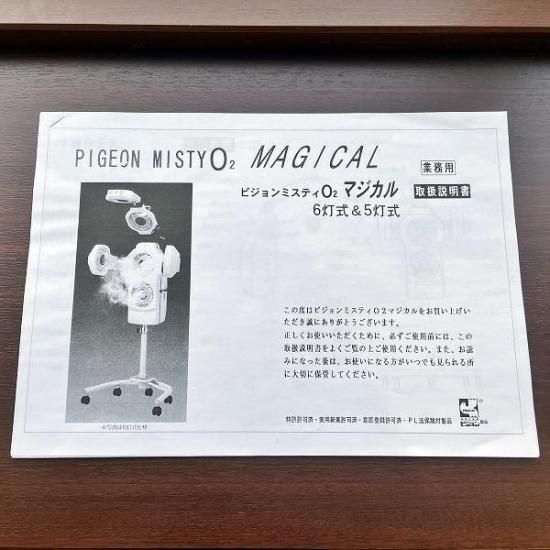 PIGEON MISTY O2 MAGICAL
業務用
ピジョンミスティO2 マジカル
取扱説明書
6灯式&5灯式
この度はピジョンミスティO2マジカルをお買い上げい
ただき誠にありがとうございます。
正しくお使いいただくために、必ずご使用前には、この
取扱説明書をよくご覧の上ご使用ください。また、お読
みになった後は、お使いになる方がいつでも見られる所
に大切に保管してください。
特許許可済・実用新案許可済・意匠登録許可済・PL法保険付製品